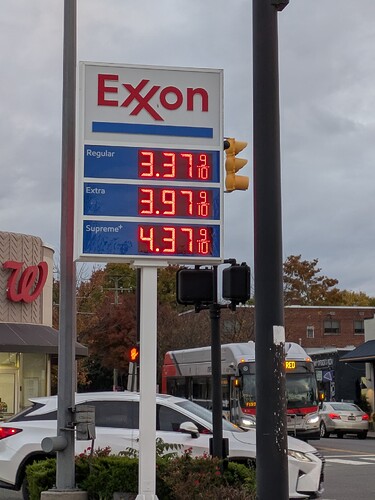 Exxon
Regular 3.37 9/10
Extra 3.97 9/10
Supreme+ 4.37 9/10
W